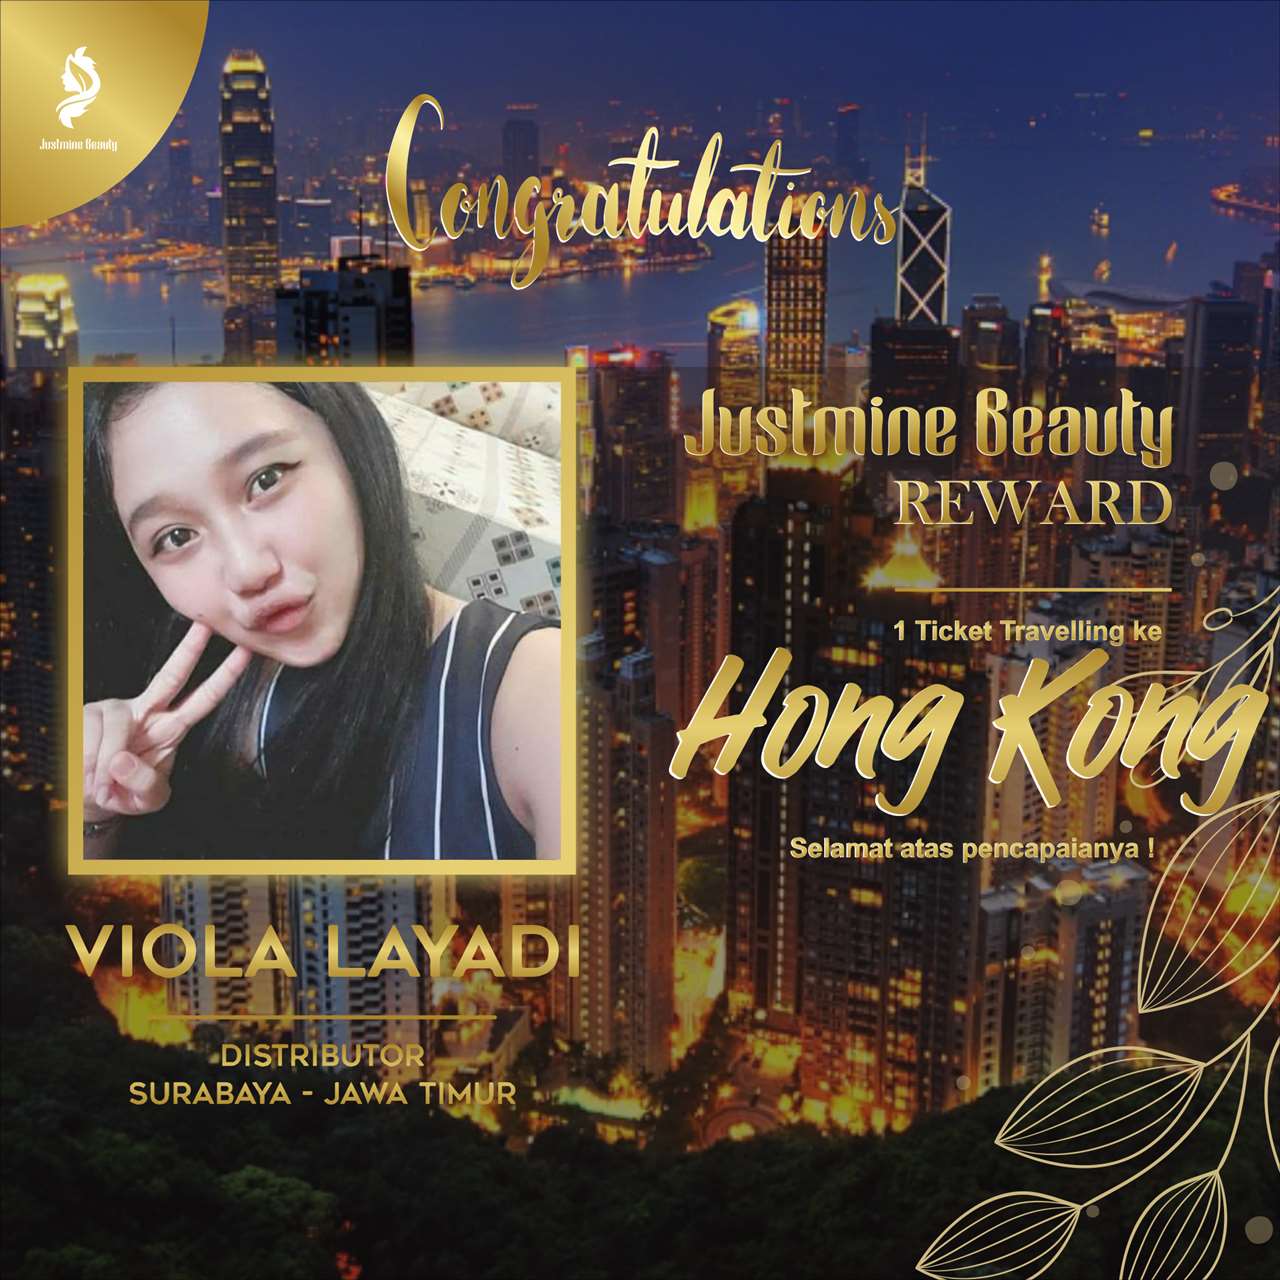 Justmine Beauty
Congratulations
Justmine Beauty
REWARD
1 Ticket Travelling ke
Hong Kong
Selamat atas pencapaianya !
VIOLA LAYADI
DISTRIBUTOR
SURABAYA - JAWA TIMUR